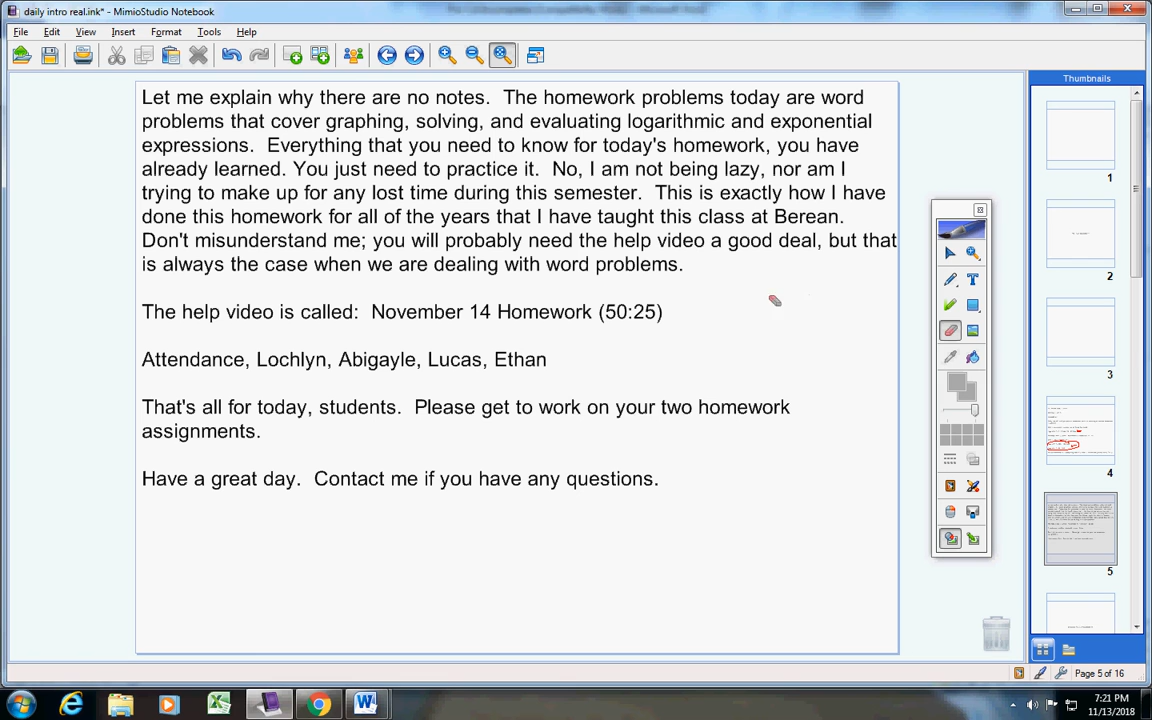 daily intro real.ink* - MimioStudio Notebook
File Edit View Insert Format Tools Help
Let me explain why there are no notes. The homework problems today are word
problems that cover graphing, solving, and evaluating logarithmic and exponential
expressions. Everything that you need to know for today's homework, you have
already learned. You just need to practice it. No, I am not being lazy, nor am I
trying to make up for any lost time during this semester. This is exactly how I have
done this homework for all of the years that I have taught this class at Berean.
Don't misunderstand me; you will probably need the help video a good deal, but that
is always the case when we are dealing with word problems.
The help video is called: November 14 Homework (50:25)
Attendance, Lochlyn, Abigayle, Lucas, Ethan
That's all for today, students. Please get to work on your two homework
assignments.
Have a great day. Contact me if you have any questions.
Thumbnails
1
2
3
4
5
Page 5 of 16
7:21 PM
11/13/2018